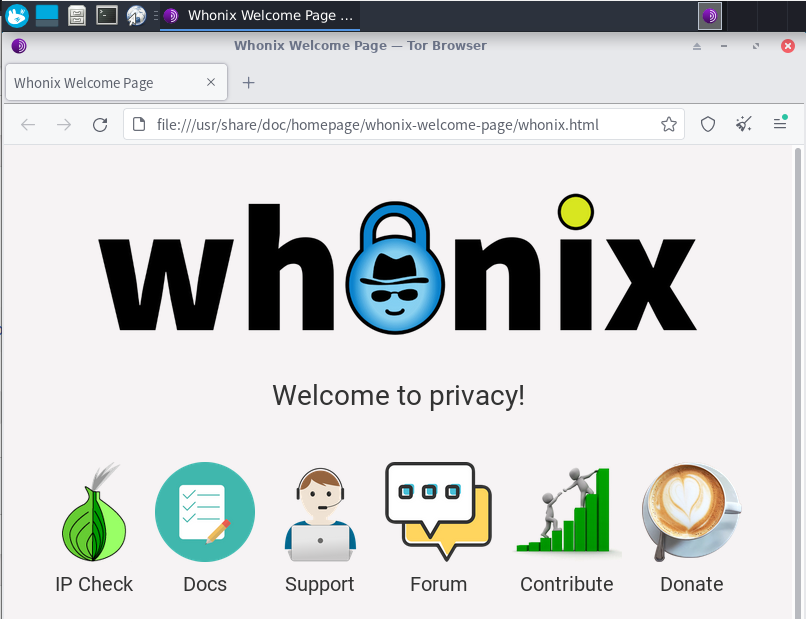 Whonix Welcome Page ...
Whonix Welcome Page — Tor Browser
Whonix Welcome Page
file:///usr/share/doc/homepage/whonix-welcome-page/whonix.html
whonix
Welcome to privacy!
IP Check Docs Support Forum Contribute Donate